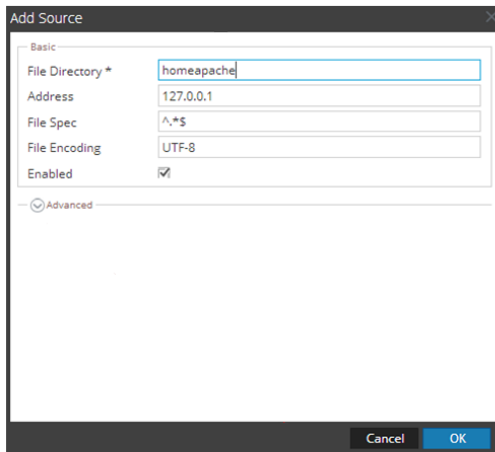 Add Source
Basic
File Directory * homeapache
Address 127.0.0.1
File Spec ^.*$
File Encoding UTF-8
Enabled
Advanced
Cancel OK